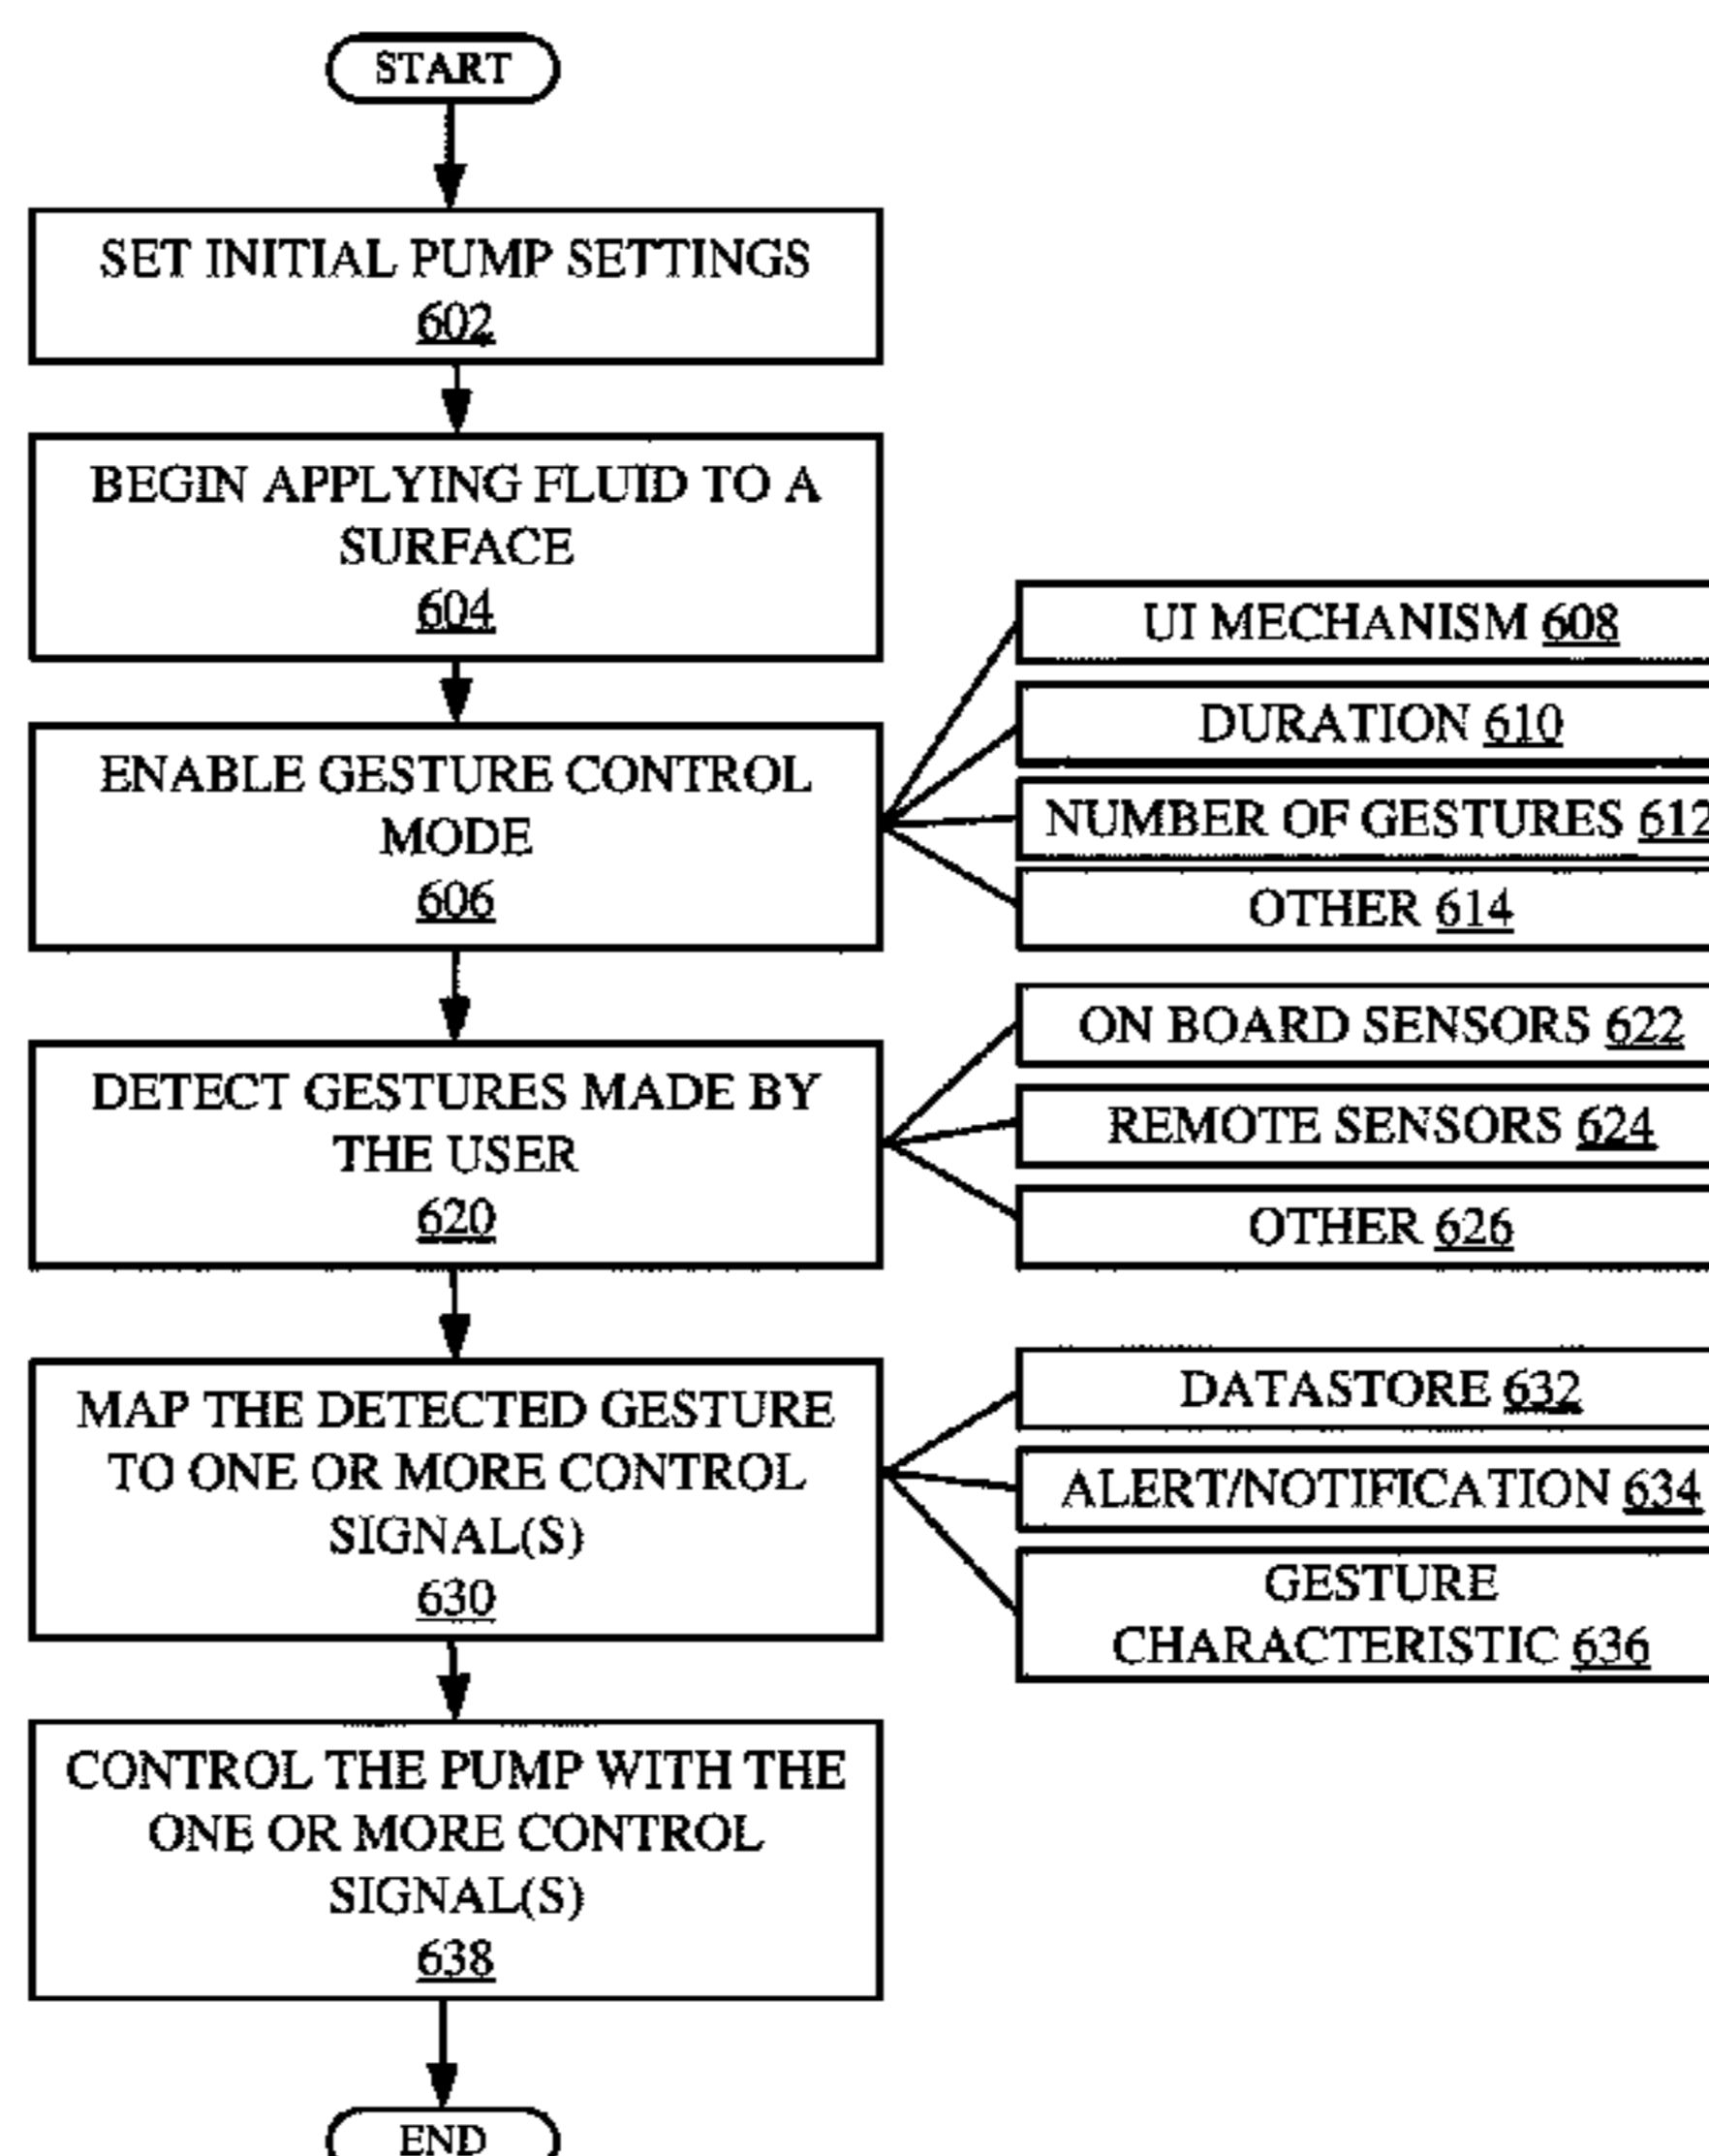 START
SET INITIAL PUMP SETTINGS
602
BEGIN APPLYING FLUID TO A
SURFACE
604
ENABLE GESTURE CONTROL
MODE
606
UI MECHANISM 608
DURATION 610
NUMBER OF GESTURES 612
OTHER 614
DETECT GESTURES MADE BY
THE USER
620
ON BOARD SENSORS 622
REMOTE SENSORS 624
OTHER 626
MAP THE DETECTED GESTURE
TO ONE OR MORE CONTROL
SIGNAL(S)
630
DATASTORE 632
ALERT/NOTIFICATION 634
GESTURE
CHARACTERISTIC 636
CONTROL THE PUMP WITH THE
ONE OR MORE CONTROL
SIGNAL(S)
638
END